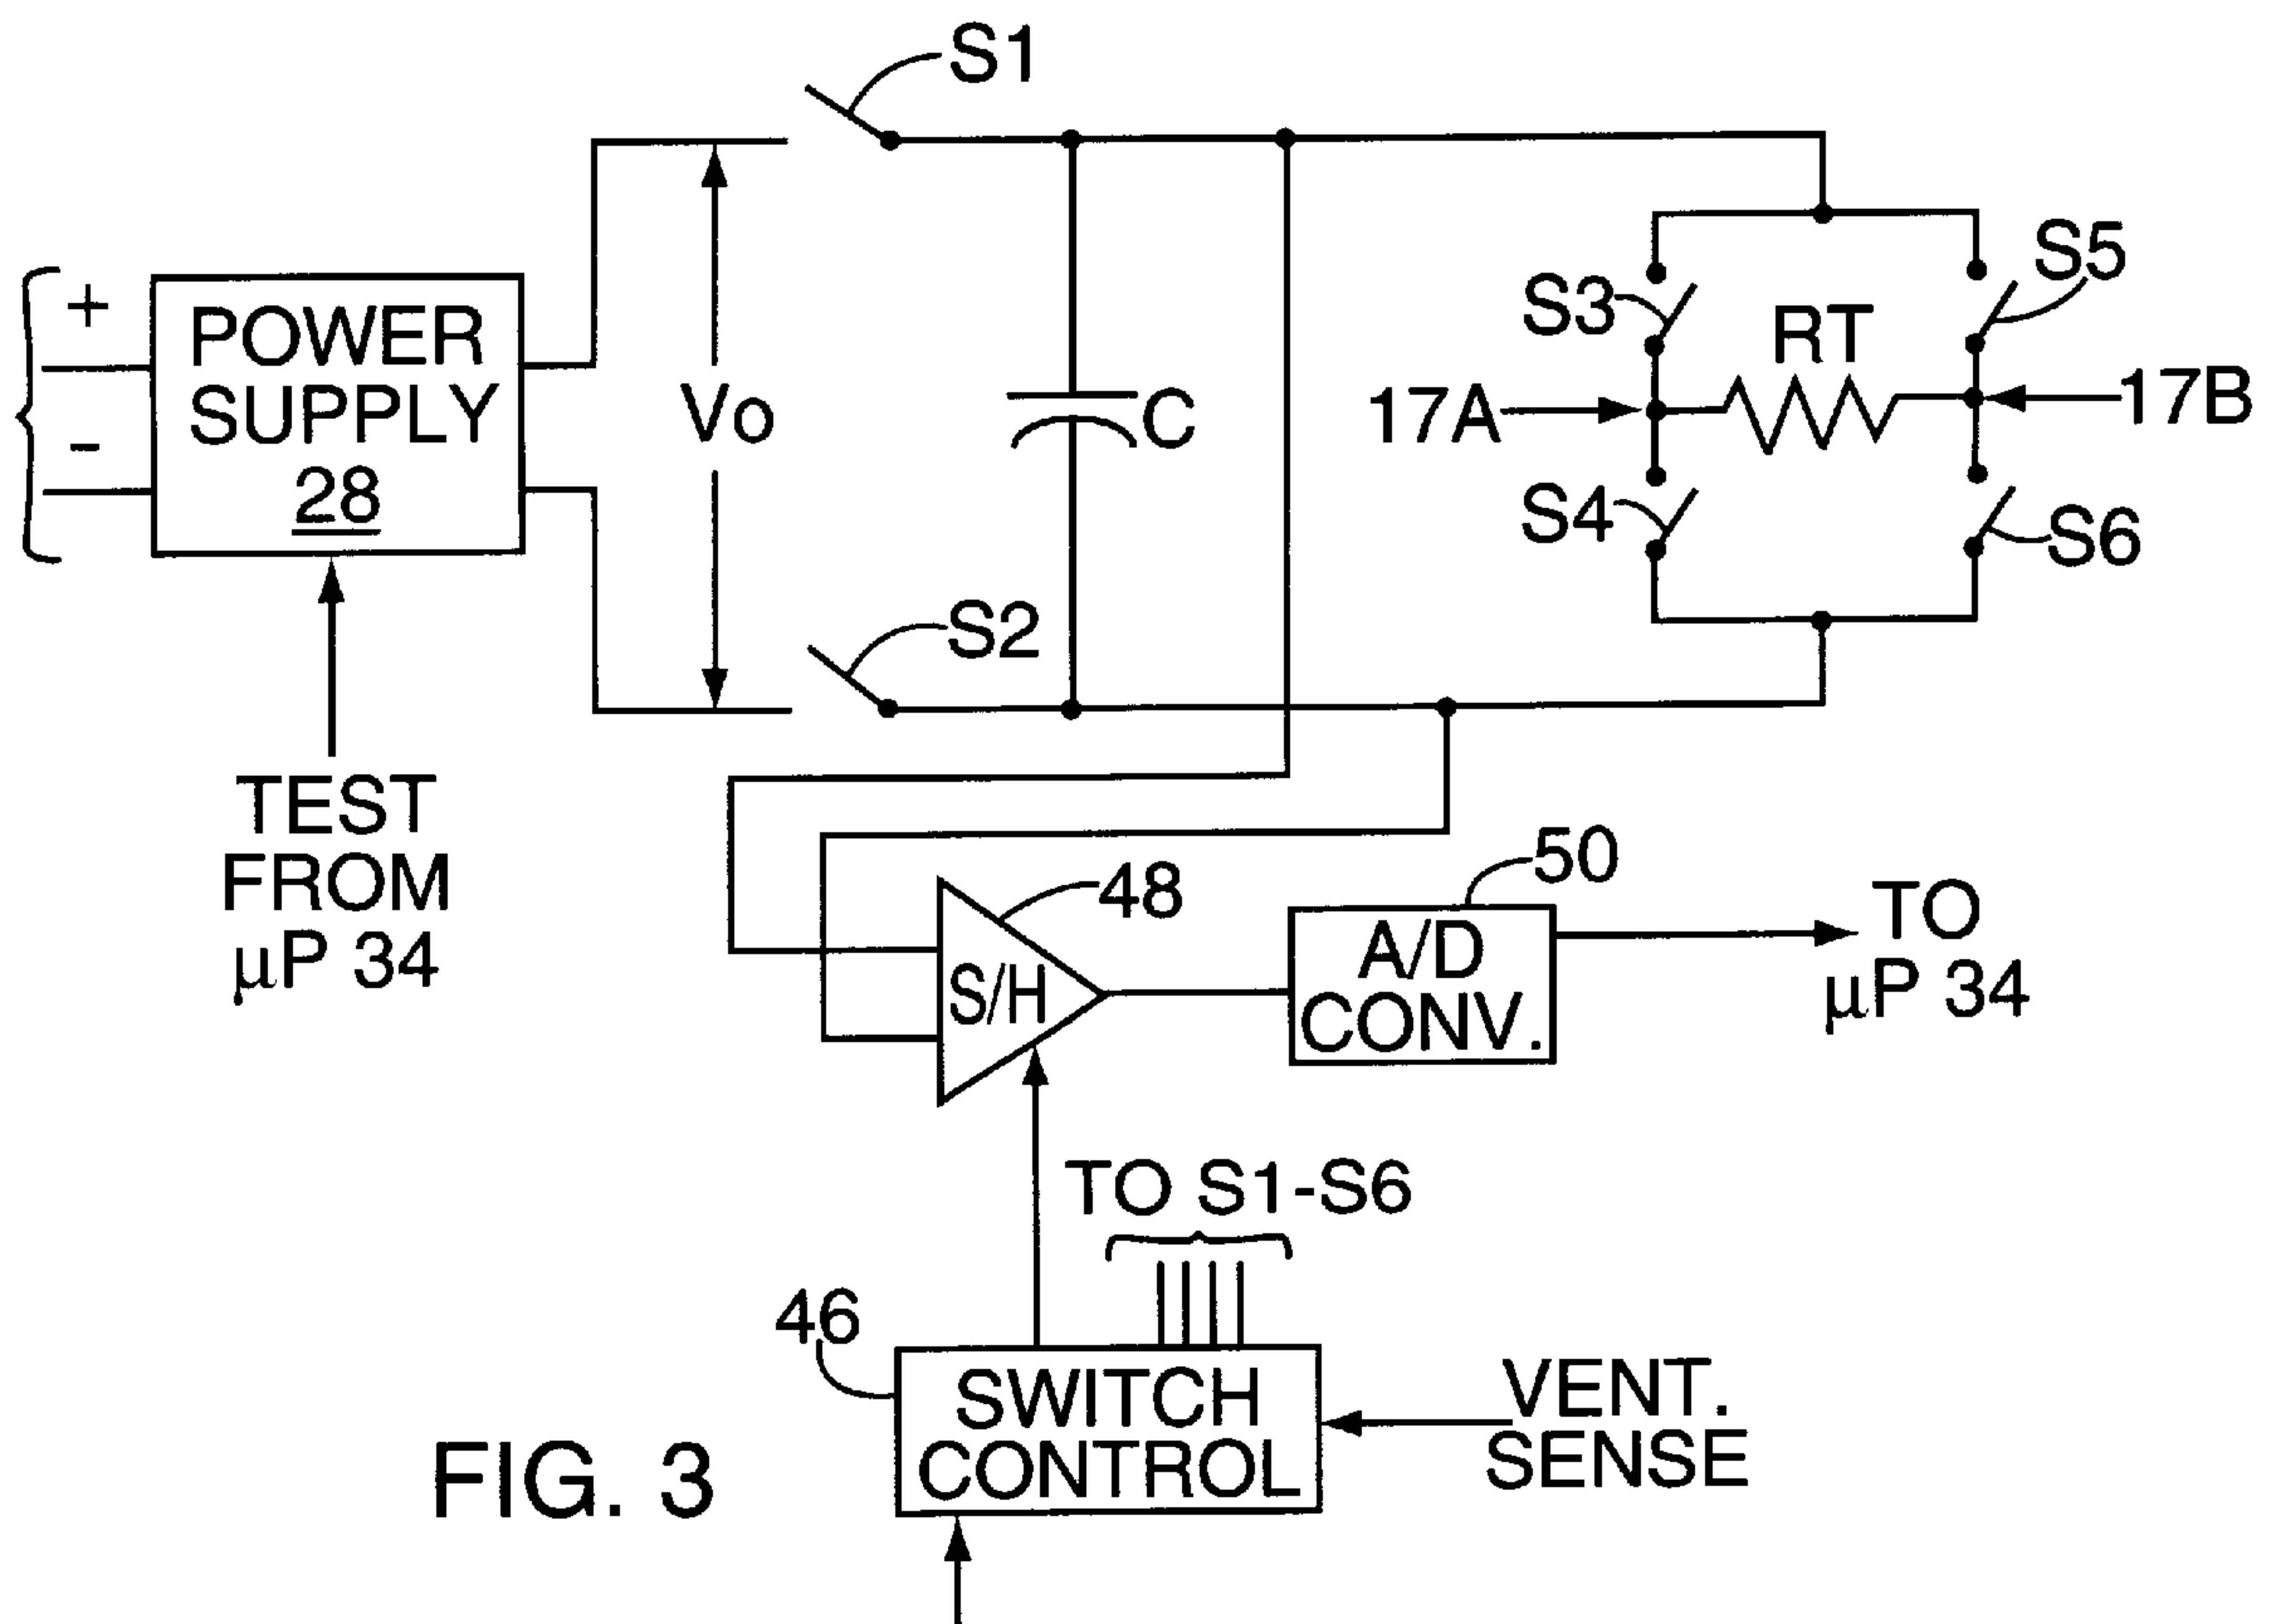 S1
+
POWER
SUPPLY
28
-
Vo
C
S3
S5
RT
17A
17B
S4
S6
S2
TEST
FROM
µP 34
48
50
S/H
A/D
CONV.
TO
µP 34
TO S1-S6
46
SWITCH
CONTROL
VENT.
SENSE
FIG. 3